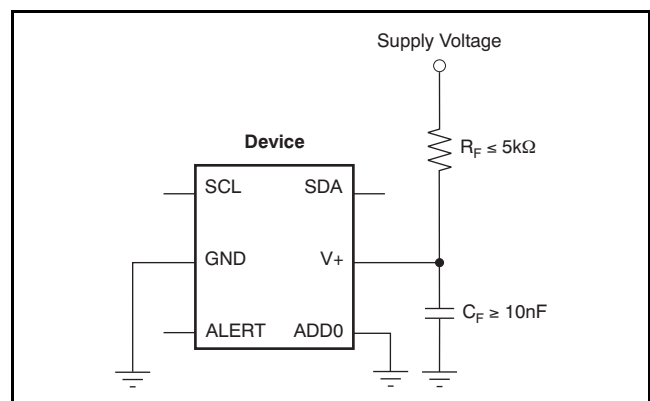 Supply Voltage
R_F ≤ 5kΩ
Device
SCL SDA
GND V+
C_F ≥ 10nF
ALERT ADD0